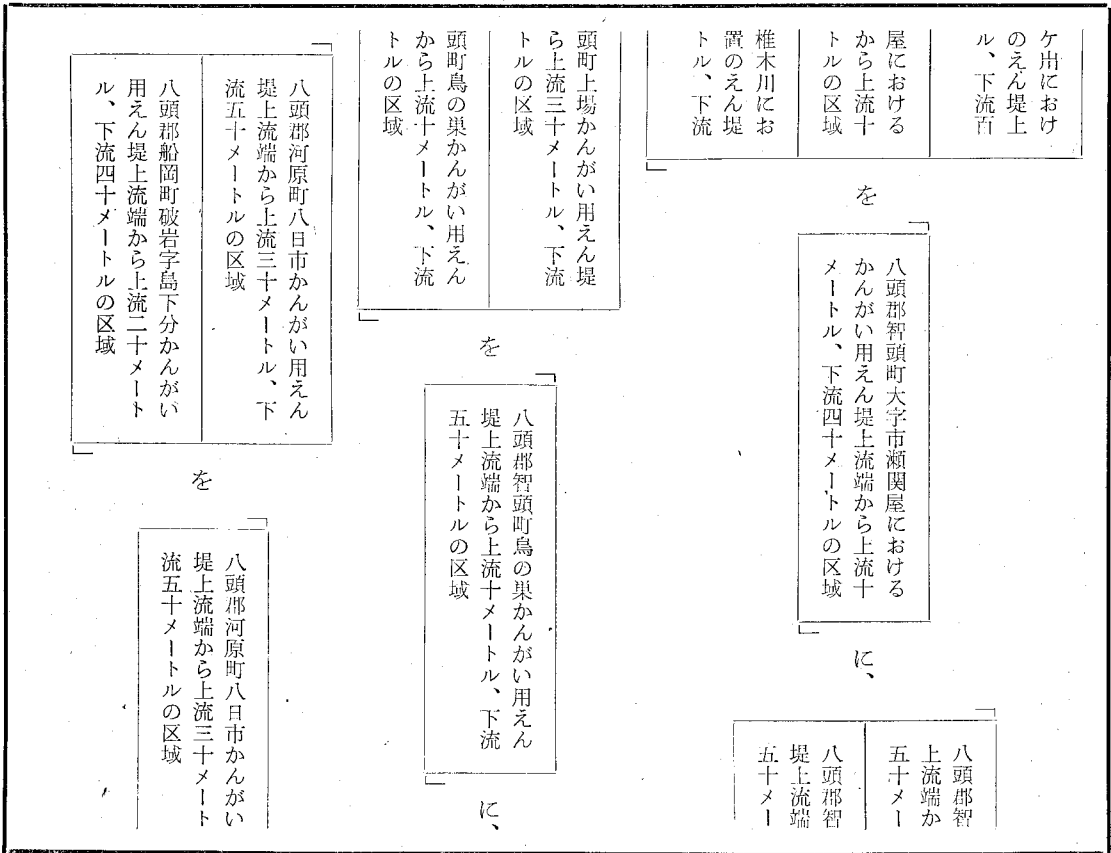 ケ出におけ
のえん堤上
ル、下流百
屋における
から上流十
トルの区域
椎木川にお
置のえん堤
トル、下流
を
八頭郡智頭町大字市瀬関屋における
かんがい用えん堤上流端から上流十
メートル、下流四十メートルの区域
に、
八頭郡智
上流端か
五十メー
八頭郡智
堤上流端
五十メー
頭町上場かんがい用えん堤
ら上流三十メートル、下流
トルの区域
頭町鳥の巣かんがい用えん
から上流十メートル、下流
トルの区域
を
八頭郡智頭町鳥の巣かんがい用えん
堤上流端から上流十メートル、下流
五十メートルの区域
に、
八頭郡河原町八日市かんがい用えん
堤上流端から上流三十メートル、下
流五十メートルの区域
八頭郡船岡町破岩字島下分かんがい
用えん堤上流端から上流二十メート
ル、下流四十メートルの区域
を
八頭郡河原町八日市かんがい
堤上流端から上流三十メート
流五十メートルの区域